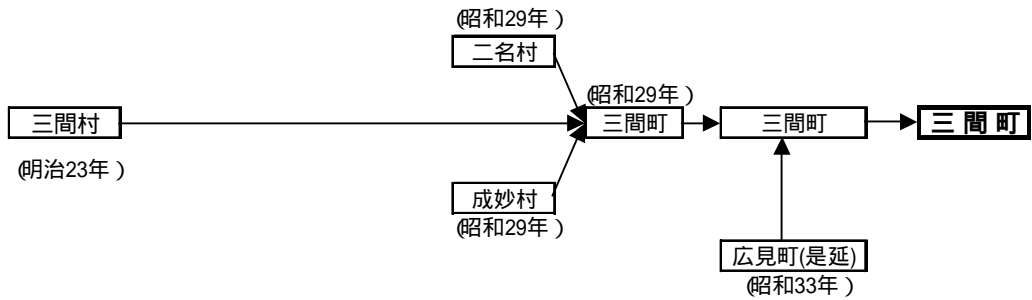 (昭和29年)
二名村
(昭和29年)
三間村
三間町
三間町
三間町
(明治23年)
成妙村
(昭和29年)
広見町(是延)
(昭和33年)